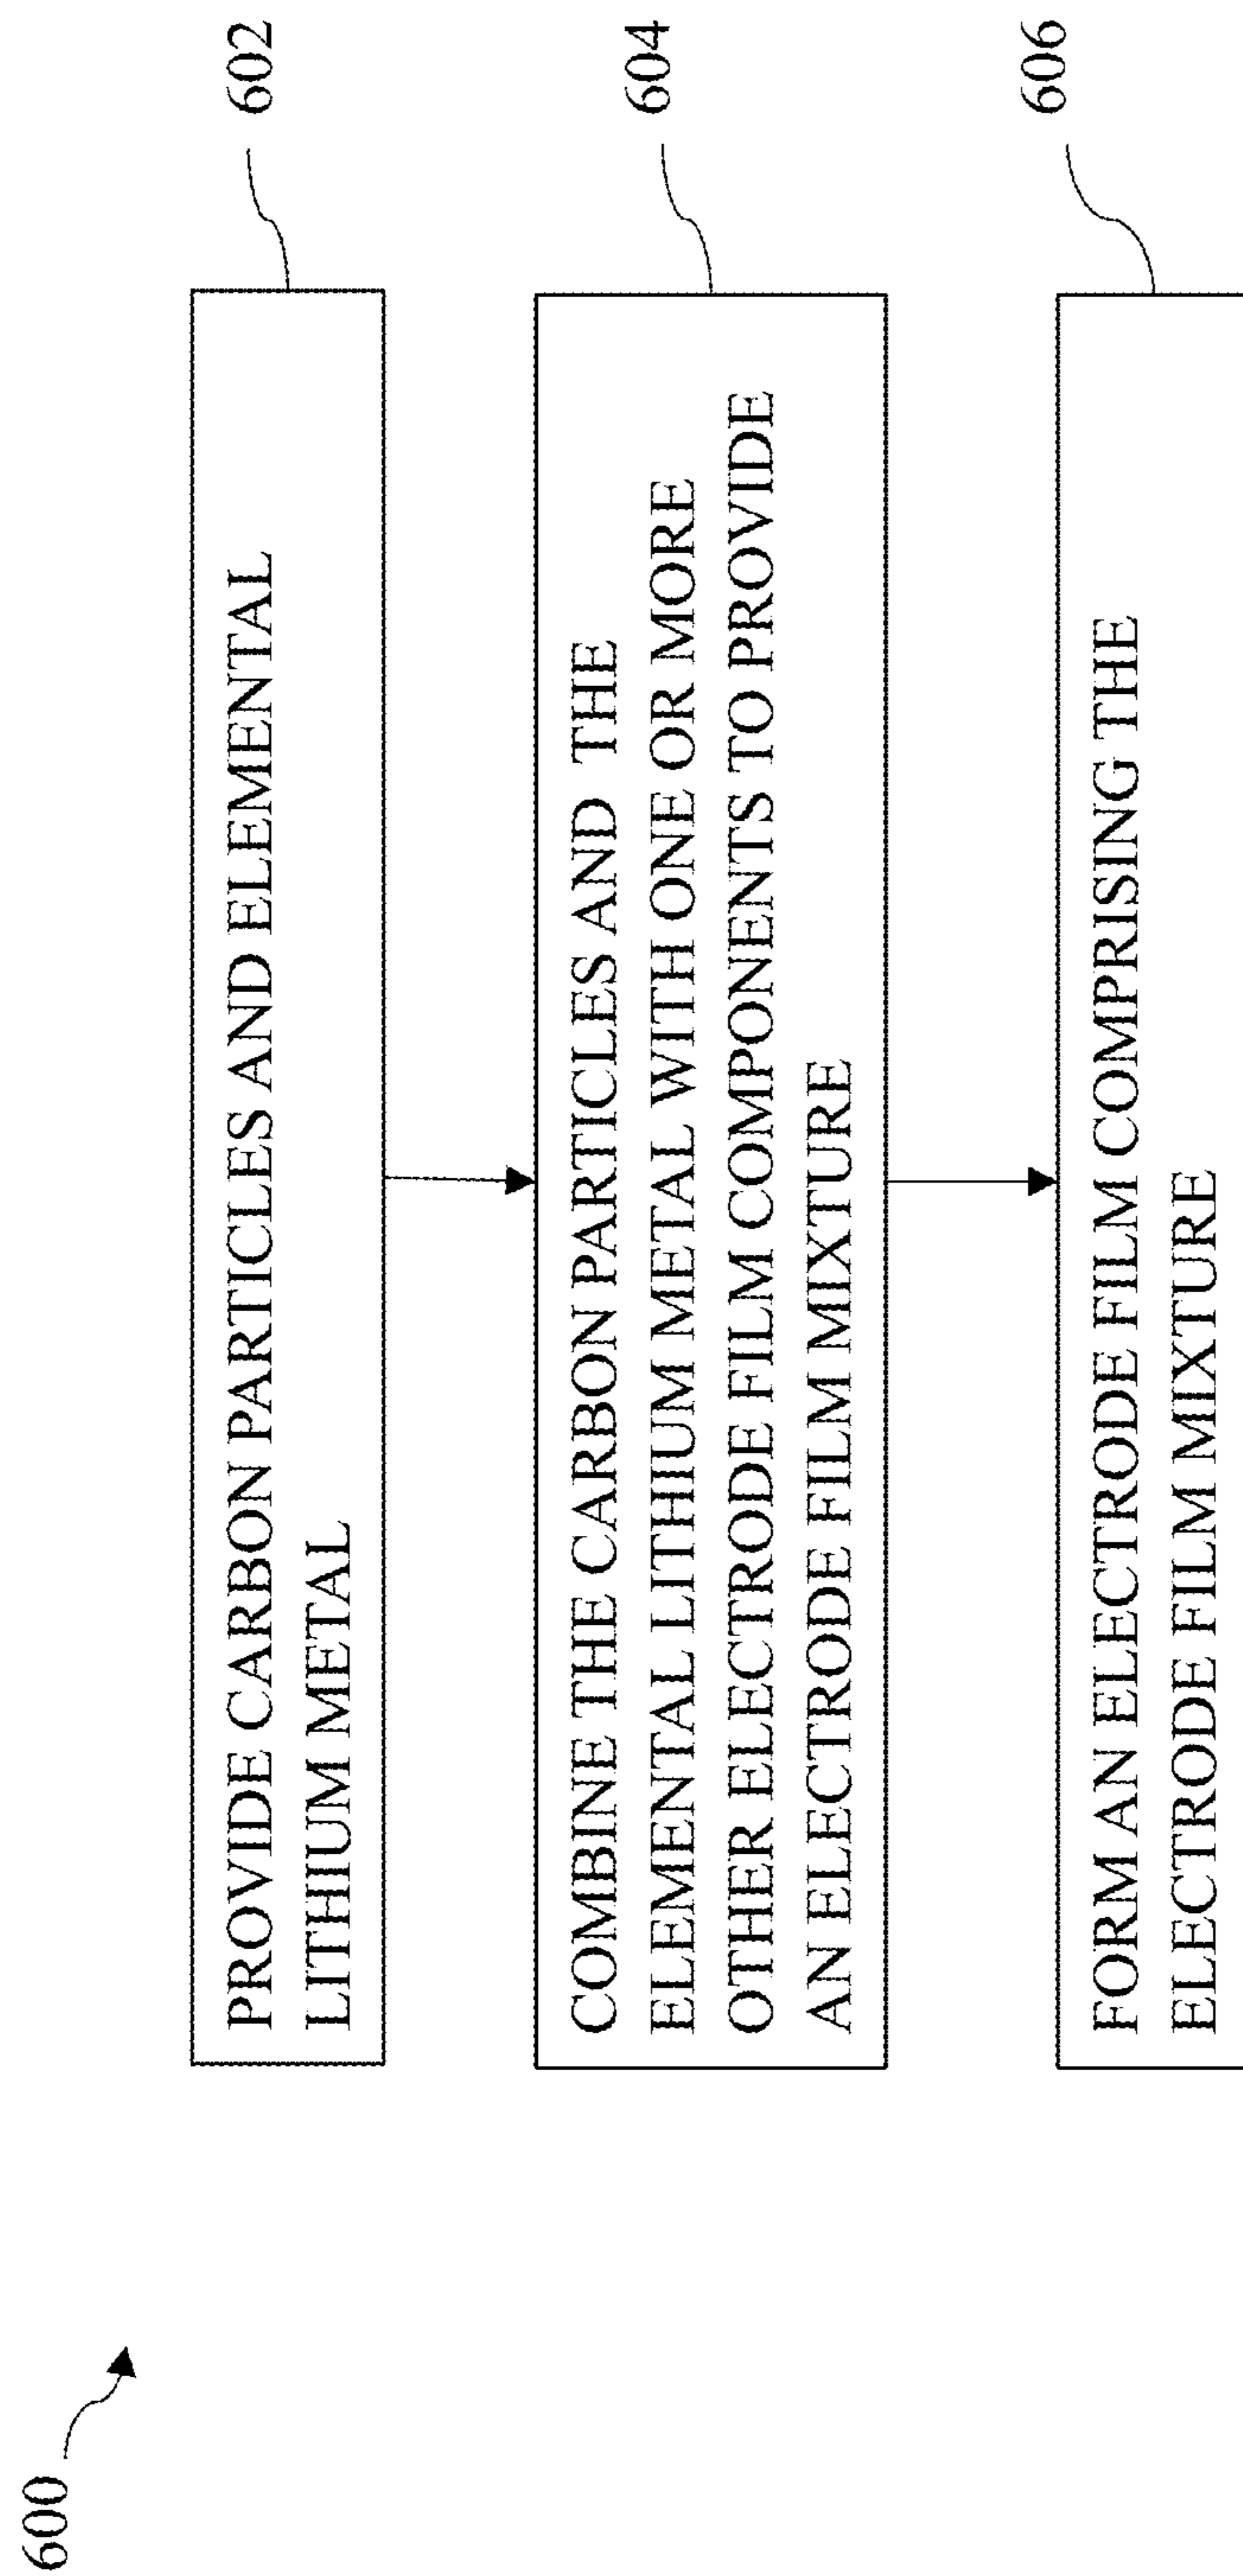 600
PROVIDE CARBON PARTICLES AND ELEMENTAL
LITHIUM METAL
602
COMBINE THE CARBON PARTICLES AND THE
ELEMENTAL LITHIUM METAL WITH ONE OR MORE
OTHER ELECTRODE FILM COMPONENTS TO PROVIDE
AN ELECTRODE FILM MIXTURE
604
FORM AN ELECTRODE FILM COMPRISING THE
ELECTRODE FILM MIXTURE
606